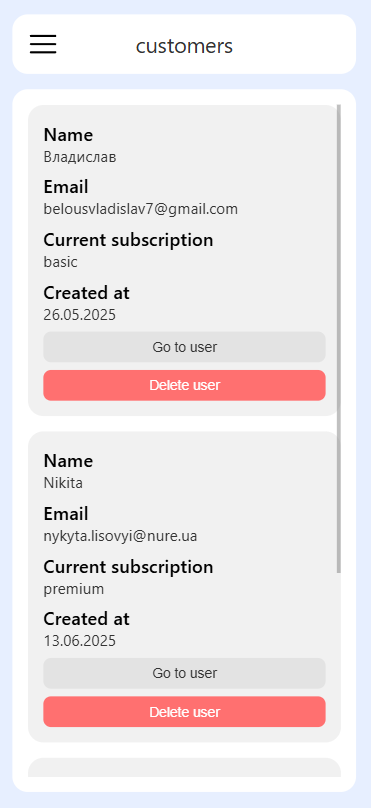 customers
Name
Владислав
Email
belousvladislav7@gmail.com
Current subscription
basic
Created at
26.05.2025
Go to user
Delete user
Name
Nikita
Email
nykyta.lisovyi@nure.ua
Current subscription
premium
Created at
13.06.2025
Go to user
Delete user